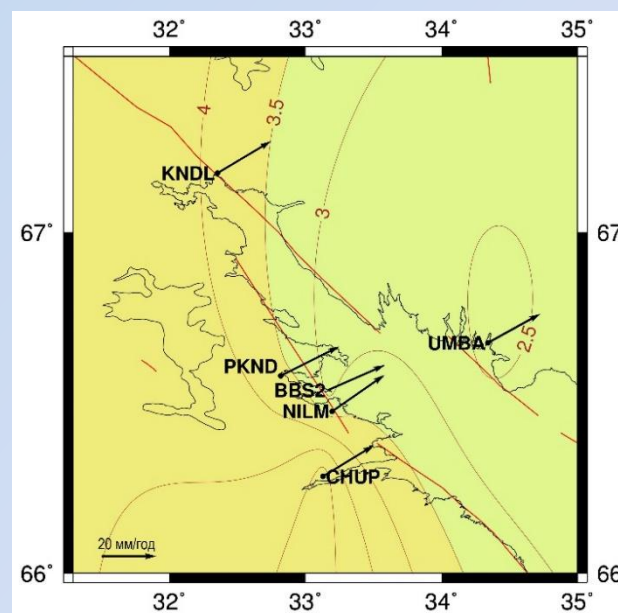 32° 33° 34° 35°
4
3.5
KNDL
3
67° 67
2.5
UMBA
PKND
BBS2
NILM
CHUP
20 мм/год
66° 66
32° 33° 34° 35°